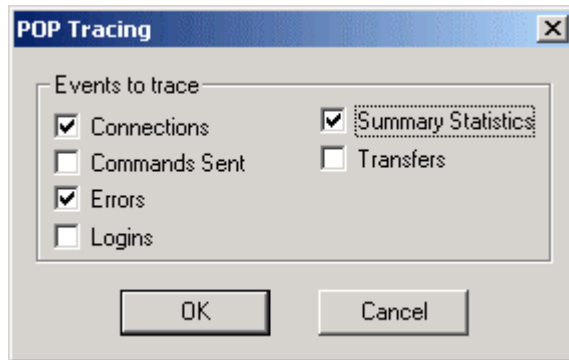 POP Tracing
Events to trace
Connections
Summary Statistics
Commands Sent
Transfers
Errors
Logins
OK
Cancel